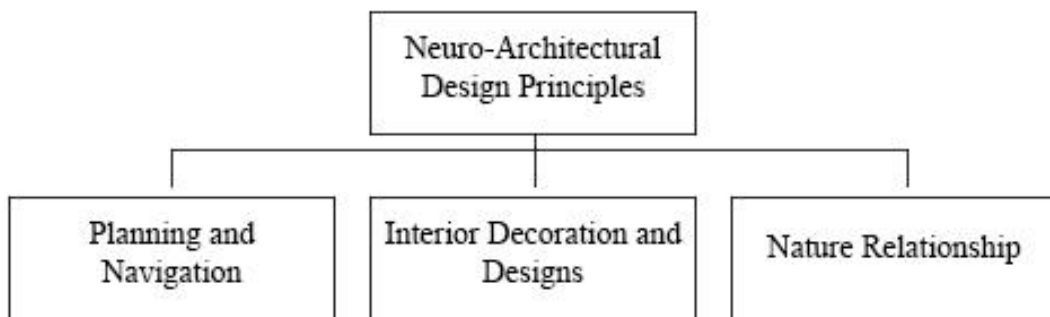 Neuro-Architectural
Design Principles
Planning and
Navigation
Interior Decoration and
Designs
Nature Relationship